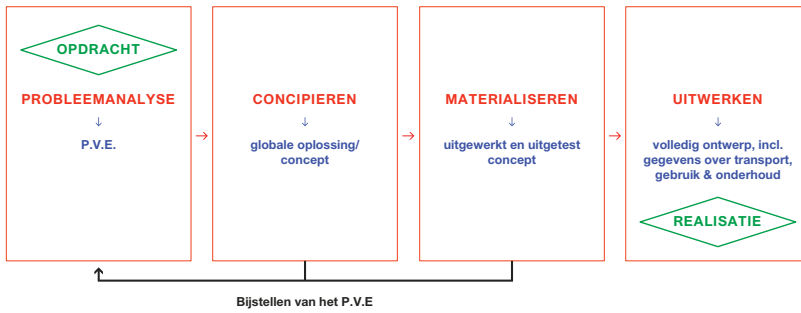 OPDRACHT
PROBLEEMANALYSE
P.V.E.
CONCIPIEREN
globale oplossing/
concept
MATERIALISEREN
uitgewerkt en uitgetest
concept
UITWERKEN
volledig ontwerp, incl.
gegevens over transport,
gebruik & onderhoud
REALISATIE
Bijstellen van het P.V.E